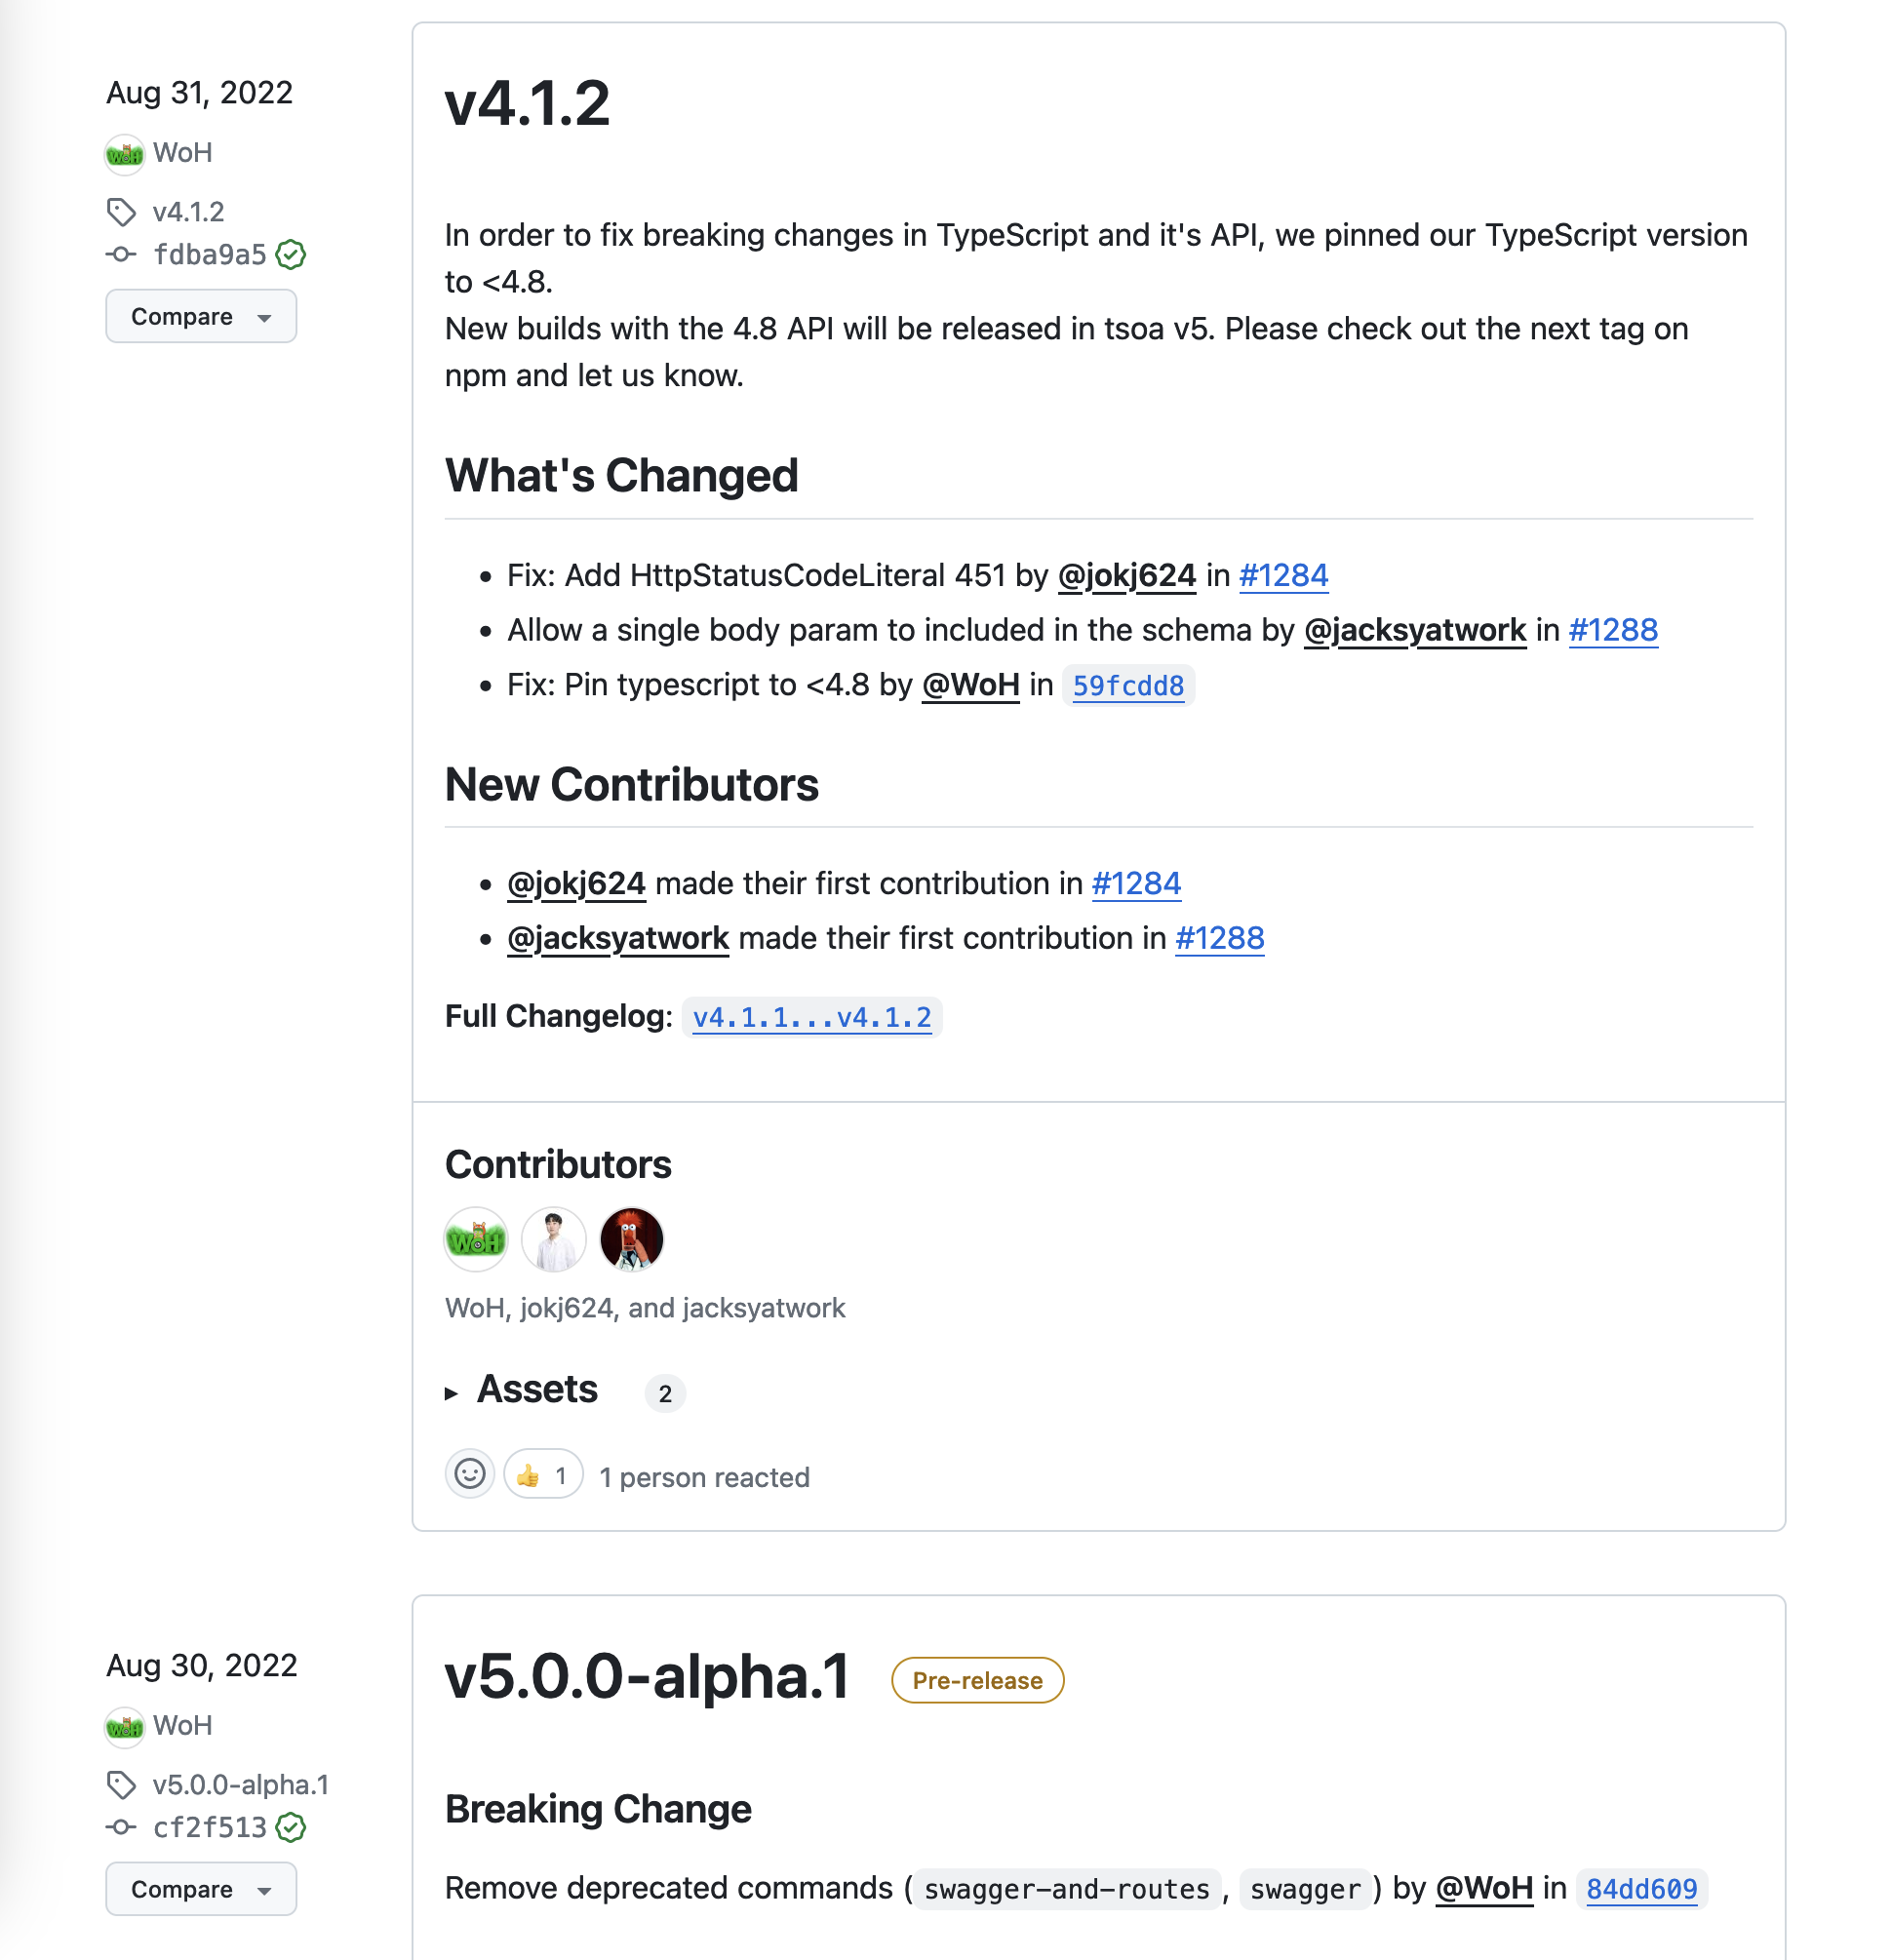 Aug 31, 2022
WoH
v4.1.2
fdba9a5
Compare
v4.1.2
In order to fix breaking changes in TypeScript and it's API, we pinned our TypeScript version
to <4.8.
New builds with the 4.8 API will be released in tsoa v5. Please check out the next tag on
npm and let us know.
What's Changed
• Fix: Add HttpStatusCodeLiteral 451 by @jokj624 in #1284
• Allow a single body param to included in the schema by @jacksyatwork in #1288
• Fix: Pin typescript to <4.8 by @WoH in 59fcdd8
New Contributors
• @jokj624 made their first contribution in #1284
• @jacksyatwork made their first contribution in #1288
Full Changelog: v4.1.1...v4.1.2
Contributors
WoH
WoH, jokj624, and jacksyatwork
Assets 2
👍 1 1 person reacted
Aug 30, 2022
WoH
v5.0.0-alpha.1
cf2f513
Compare
v5.0.0-alpha.1 Pre-release
Breaking Change
Remove deprecated commands (swagger-and-routes, swagger) by @WoH in 84dd609